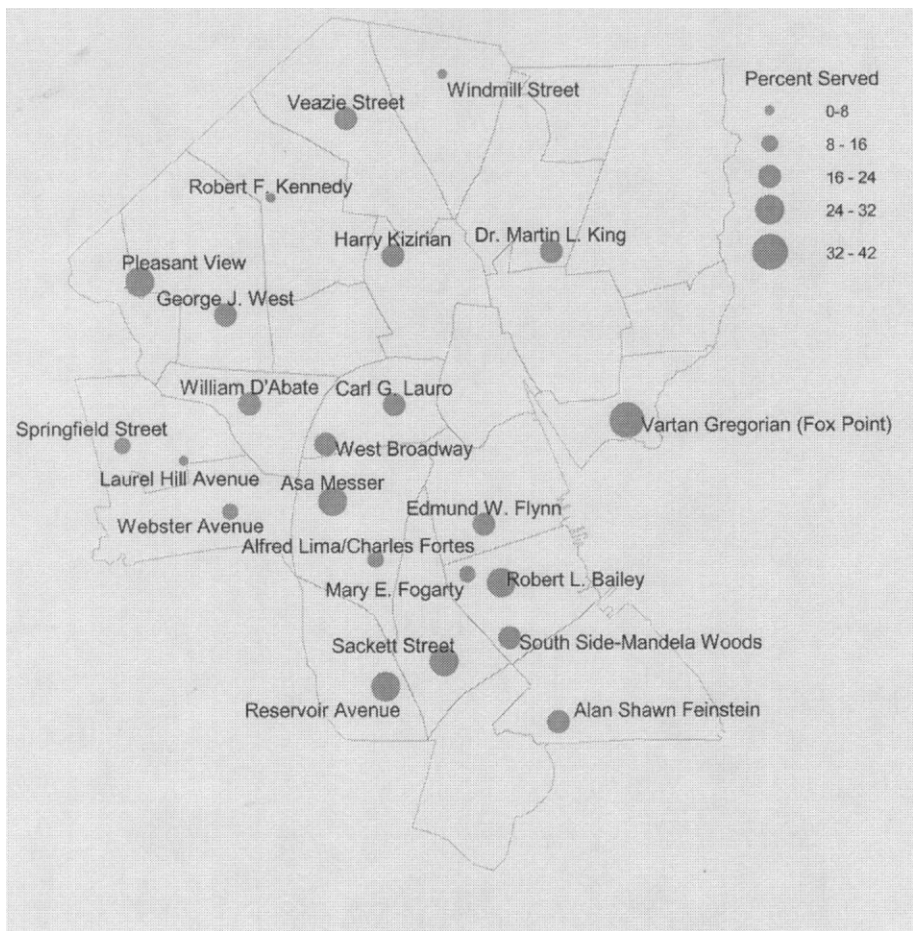 Percent Served
0-8
8 - 16
16 - 24
24 - 32
32 - 42
Windmill Street
Veazie Street
Robert F. Kennedy
Harry Kizirian
Dr. Martin L. King
Pleasant View
George J. West
William D'Abate
Carl G. Lauro
Vartan Gregorian (Fox Point)
Springfield Street
West Broadway
Laurel Hill Avenue
Asa Messer
Webster Avenue
Edmund W. Flynn
Alfred Lima/Charles Fortes
Mary E. Fogarty
Robert L. Bailey
South Side-Mandela Woods
Sackett Street
Reservoir Avenue
Alan Shawn Feinstein